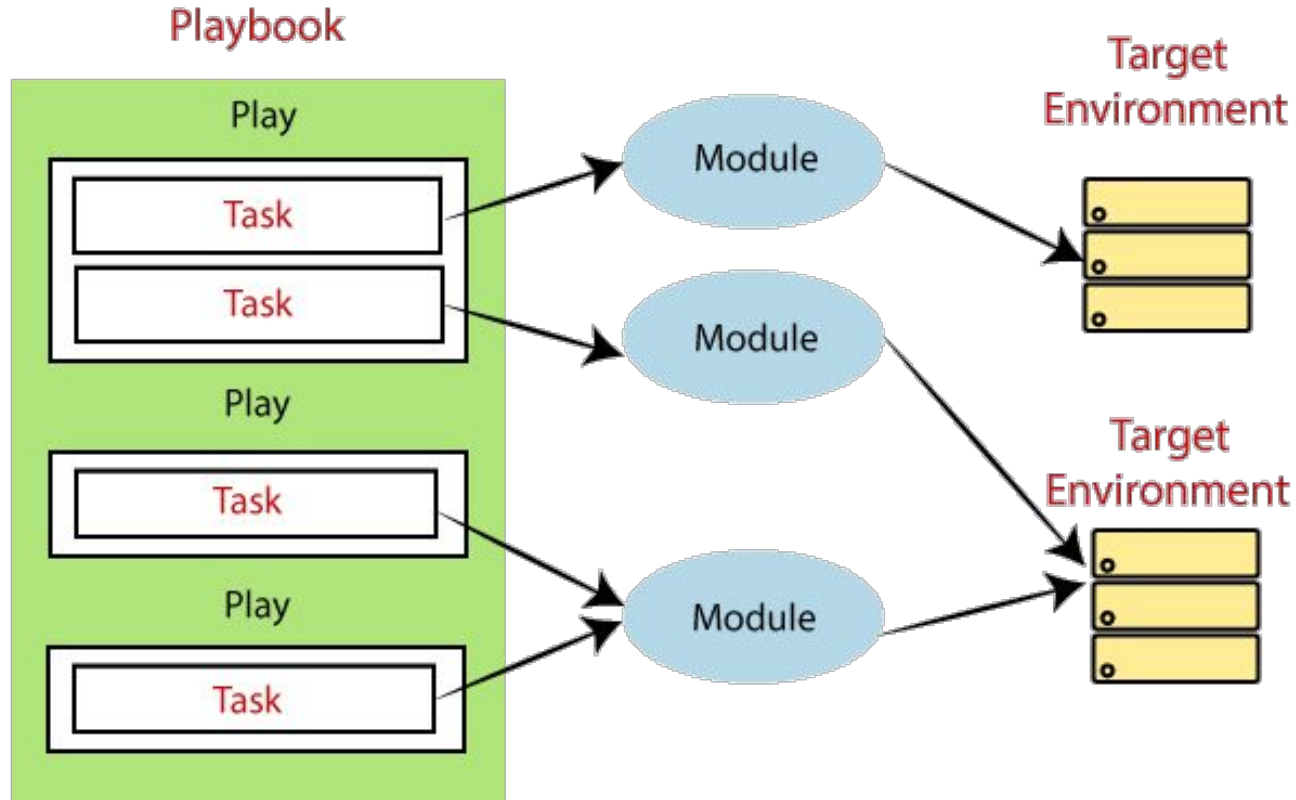 Playbook
Play
Task
Task
Play
Task
Play
Task
Module
Module
Module
Target
Environment
Target
Environment